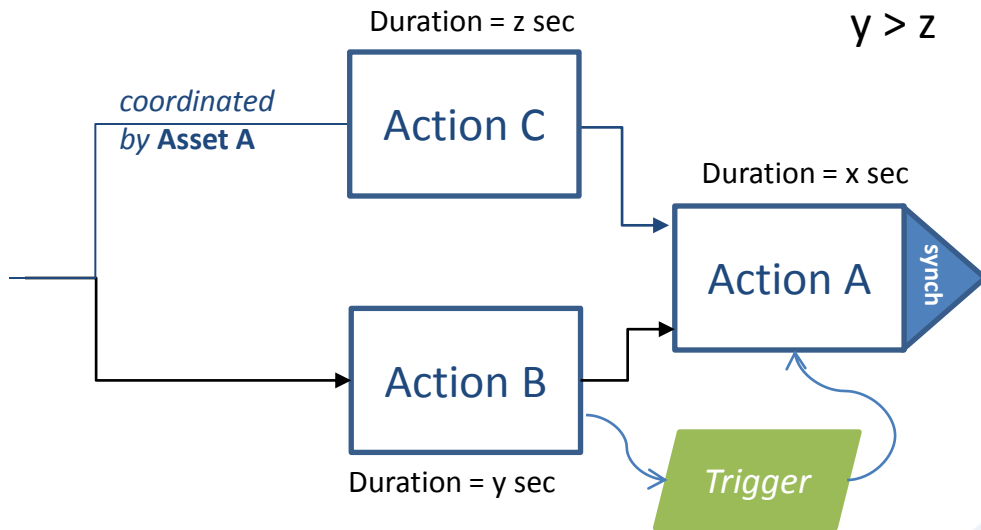 Duration = z sec
y > z
coordinated
by Asset A
Action C
Duration = x sec
Action A
synch
Action B
Trigger
Duration = y sec